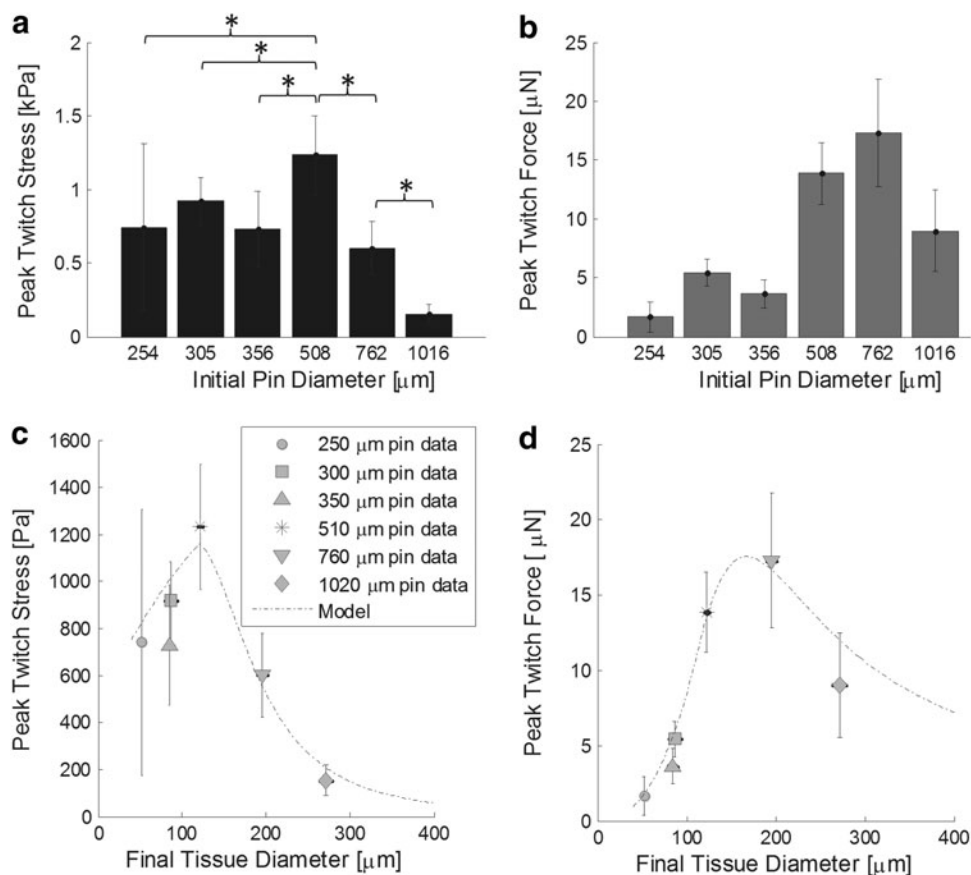 a
Peak Twitch Stress [kPa]
2
1.5
1
0.5
0
* * * * *
254 305 356 508 762 1016
Initial Pin Diameter [μm]
b
Peak Twitch Force [μN]
25
20
15
10
5
0
254 305 356 508 762 1016
Initial Pin Diameter [μm]
c
Peak Twitch Stress [Pa]
1600
1400
1200
1000
800
600
400
200
0
0 100 200 300 400
Final Tissue Diameter [μm]
250 μm pin data
300 μm pin data
350 μm pin data
510 μm pin data
760 μm pin data
1020 μm pin data
Model
d
Peak Twitch Force [ μN]
25
20
15
10
5
0
0 100 200 300 400
Final Tissue Diameter [μm]